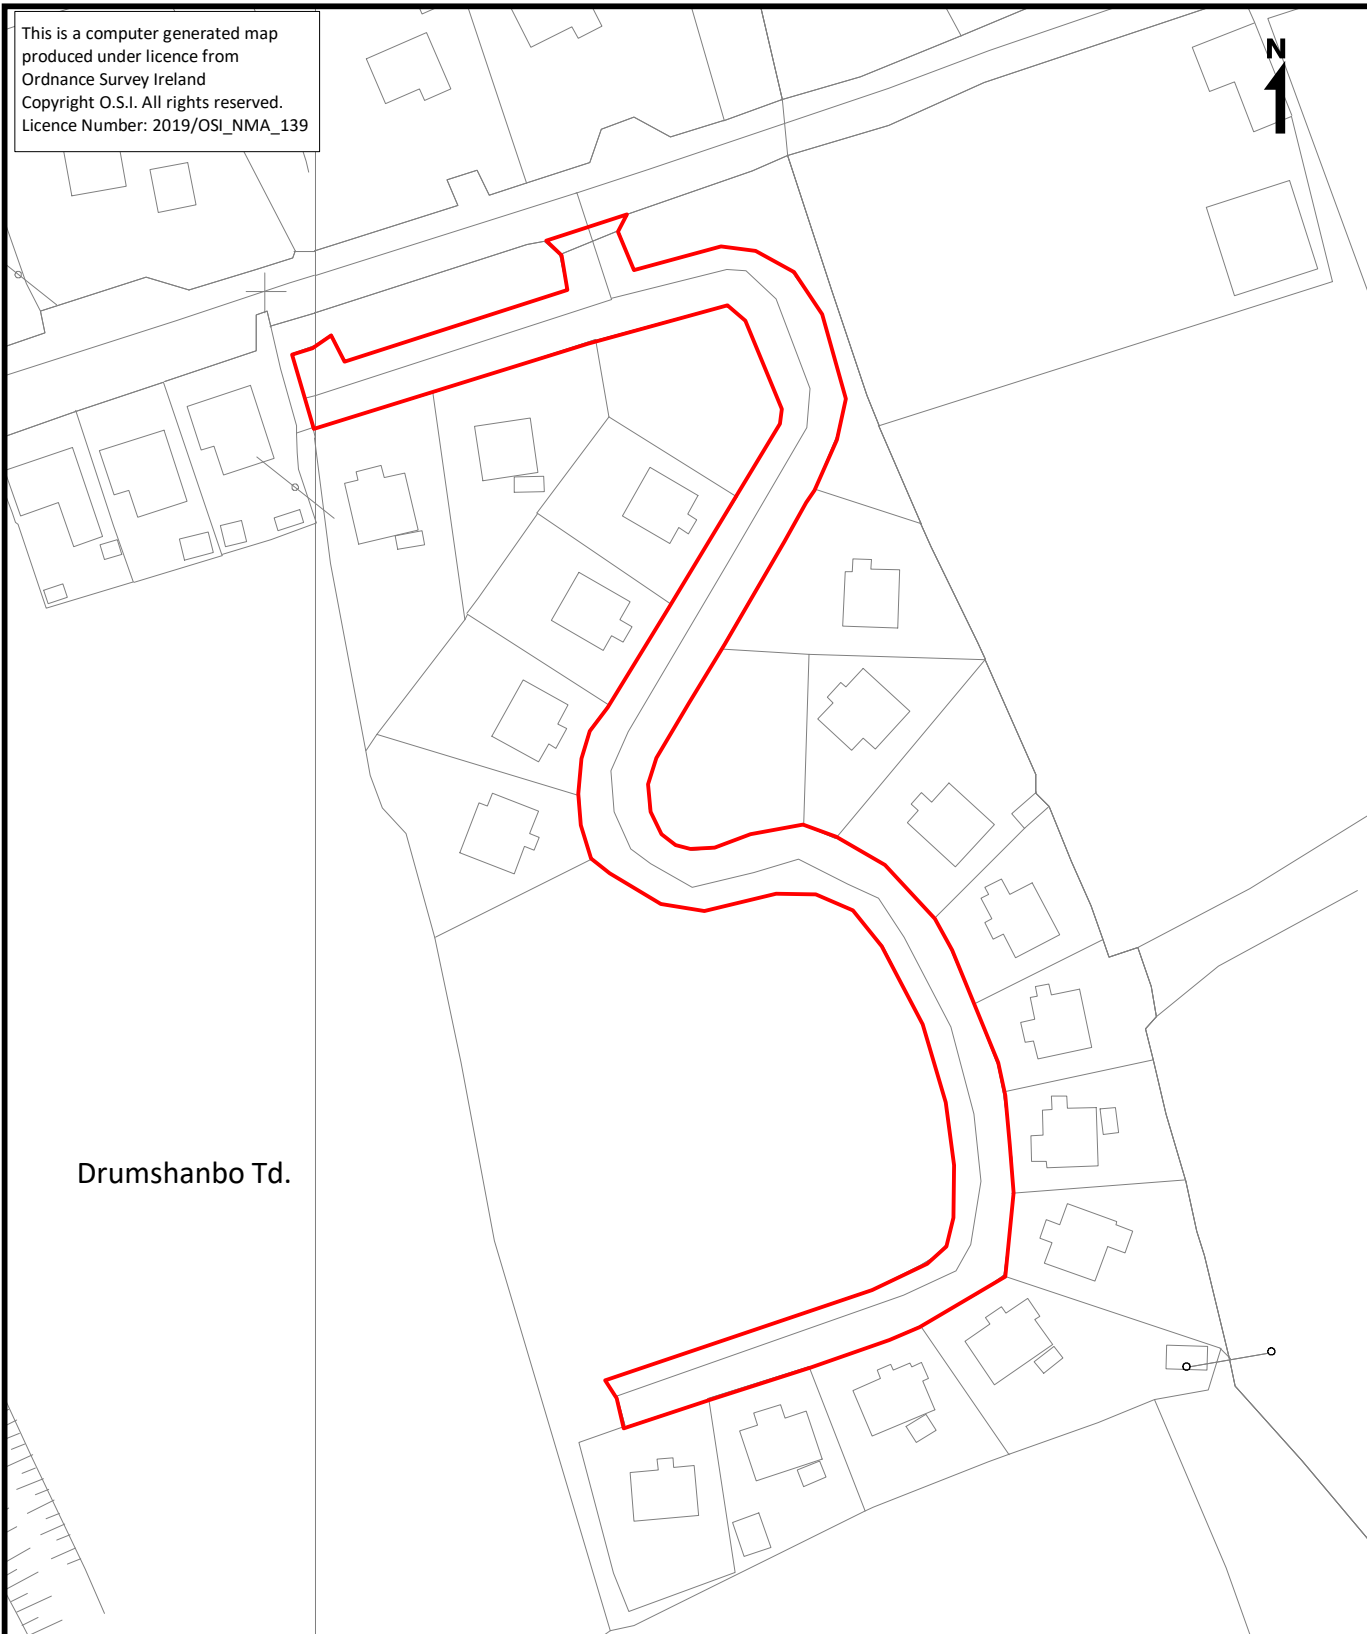 This is a computer generated map
produced under licence from
Ordnance Survey Ireland
Copyright O.S.I. All rights reserved.
Licence Number: 2019/OSI_NMA_139
N
Drumshanbo Td.